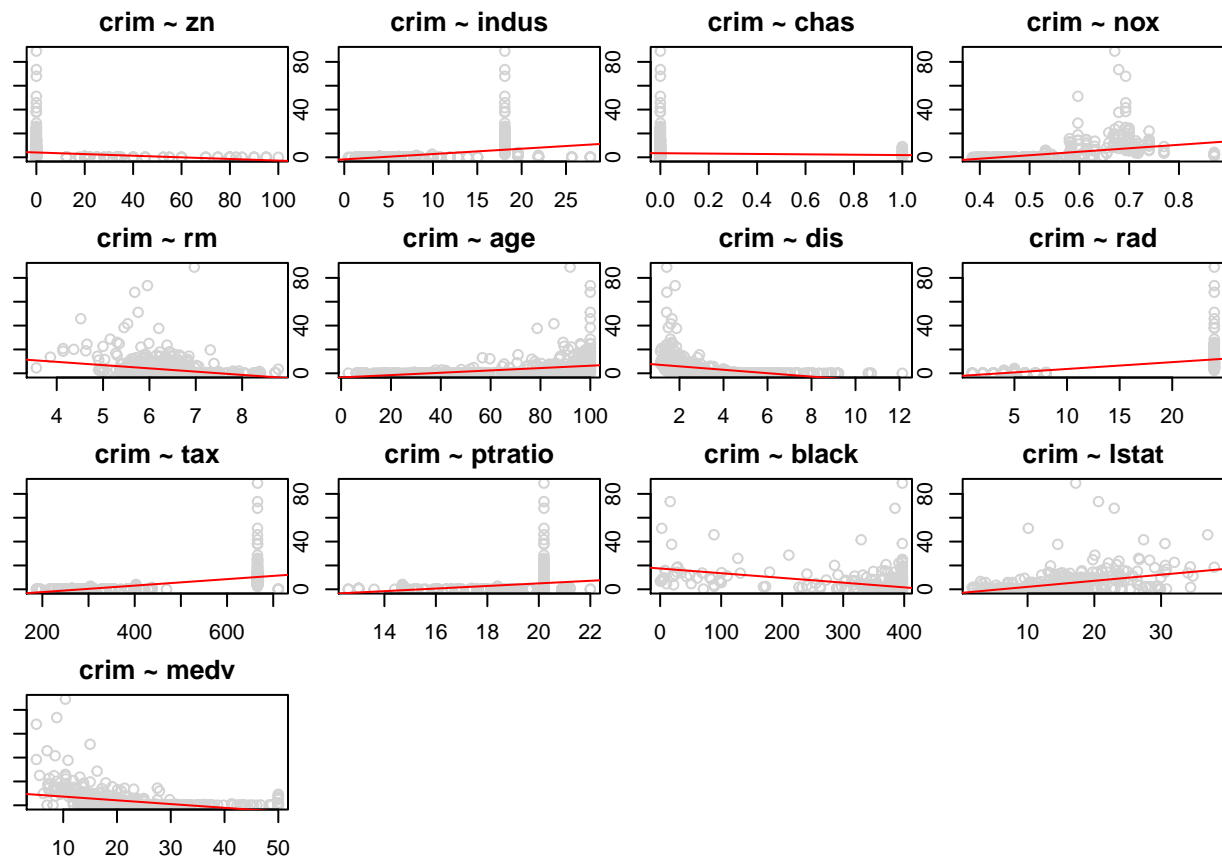 crim ~ zn
crim ~ indus
crim ~ chas
crim ~ nox
0 40 80
0 40 80
0 40 80
0 20 40 60 80 100
0 5 10 15 20 25
0.0 0.2 0.4 0.6 0.8 1.0
0.4 0.5 0.6 0.7 0.8
crim ~ rm
crim ~ age
crim ~ dis
crim ~ rad
0 40 80
0 40 80
0 40 80
4 5 6 7 8
0 20 40 60 80 100
2 4 6 8 10 12
5 10 15 20
crim ~ tax
crim ~ ptratio
crim ~ black
crim ~ lstat
0 40 80
0 40 80
0 40 80
200 400 600
14 16 18 20 22
0 100 200 300 400
10 20 30
crim ~ medv
10 20 30 40 50